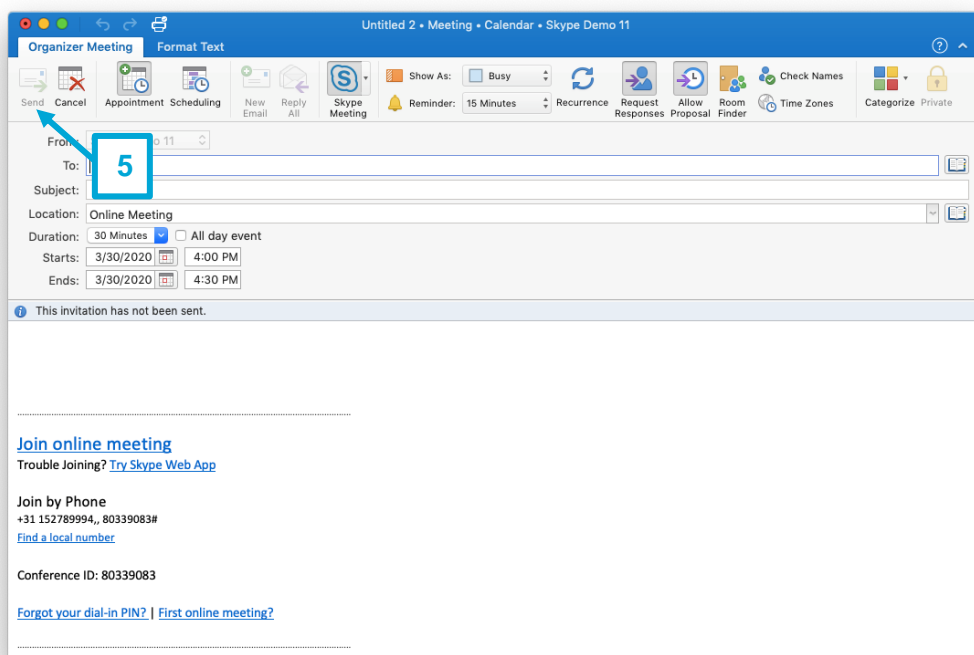 Untitled 2 • Meeting • Calendar • Skype Demo 11
Organizer Meeting Format Text ?
Send Cancel Appointment Scheduling New Email Reply All Skype Meeting
Show As: Busy
Reminder: 15 Minutes
Recurrence Request Responses Allow Proposal Room Finder
Check Names
Time Zones
Categorize Private
From: o 11
5
To:
Subject:
Location: Online Meeting
Duration: 30 Minutes All day event
Starts: 3/30/2020 4:00 PM
Ends: 3/30/2020 4:30 PM
This invitation has not been sent.
Join online meeting
Trouble Joining? Try Skype Web App
Join by Phone
+31 152789994,, 80339083#
Find a local number
Conference ID: 80339083
Forgot your dial-in PIN? | First online meeting?